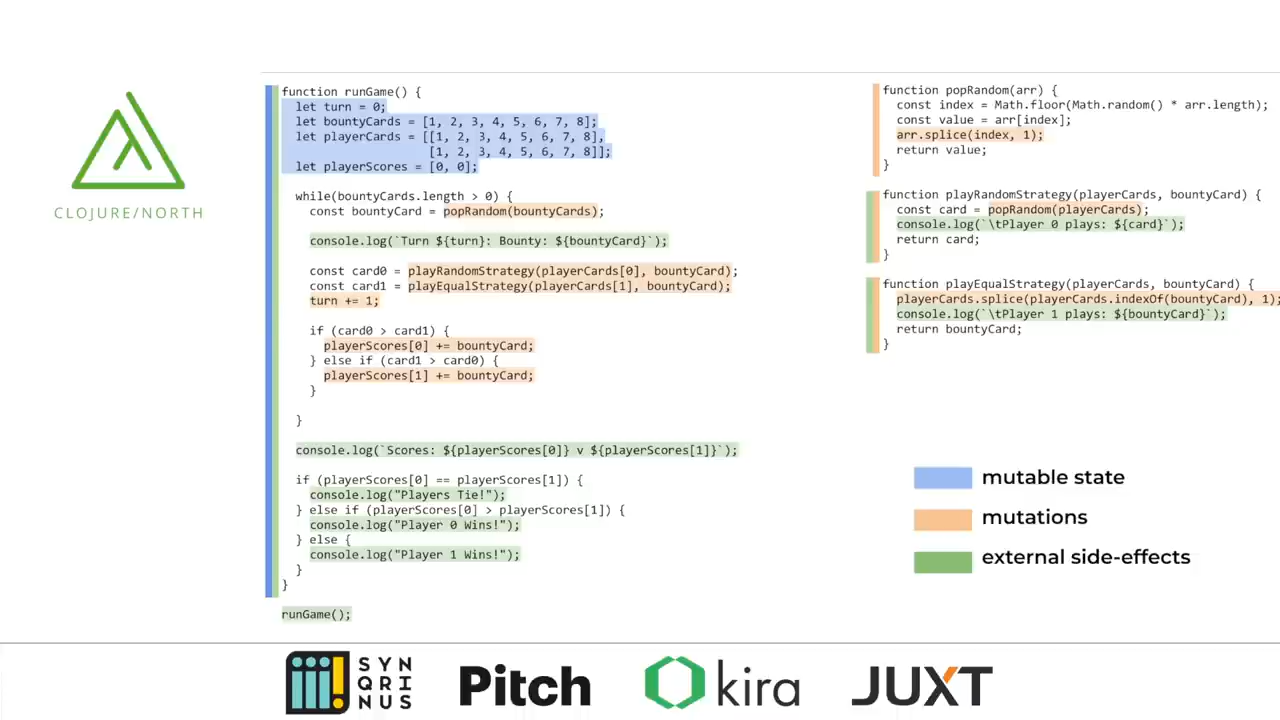 CLOJURE/NORTH
function runGame() {
  let turn = 0;
  let bountyCards = [1, 2, 3, 4, 5, 6, 7, 8];
  let playerCards = [[1, 2, 3, 4, 5, 6, 7, 8],
                     [1, 2, 3, 4, 5, 6, 7, 8]];
  let playerScores = [0, 0];
  while(bountyCards.length > 0) {
    const bountyCard = popRandom(bountyCards);
    console.log(`Turn ${turn}: Bounty: ${bountyCard}`);
    const card0 = playRandomStrategy(playerCards[0], bountyCard);
    const card1 = playEqualStrategy(playerCards[1], bountyCard);
    turn += 1;
    if (card0 > card1) {
      playerScores[0] += bountyCard;
    } else if (card1 > card0) {
      playerScores[1] += bountyCard;
    }
  }
  console.log(`Scores: ${playerScores[0]} v ${playerScores[1]}`);
  if (playerScores[0] == playerScores[1]) {
    console.log("Players Tie!");
  } else if (playerScores[0] > playerScores[1]) {
    console.log("Player 0 Wins!");
  } else {
    console.log("Player 1 Wins!");
  }
}
runGame();
function popRandom(arr) {
  const index = Math.floor(Math.random() * arr.length);
  const value = arr[index];
  arr.splice(index, 1);
  return value;
}
function playRandomStrategy(playerCards, bountyCard) {
  const card = popRandom(playerCards);
  console.log(`\tPlayer 0 plays: ${card}`);
  return card;
}
function playEqualStrategy(playerCards, bountyCard) {
  playerCards.splice(playerCards.indexOf(bountyCard), 1);
  console.log(`\tPlayer 1 plays: ${bountyCard}`);
  return bountyCard;
}
mutable state
mutations
external side-effects
SYN
QRI
NUS
Pitch
kira
JUXT